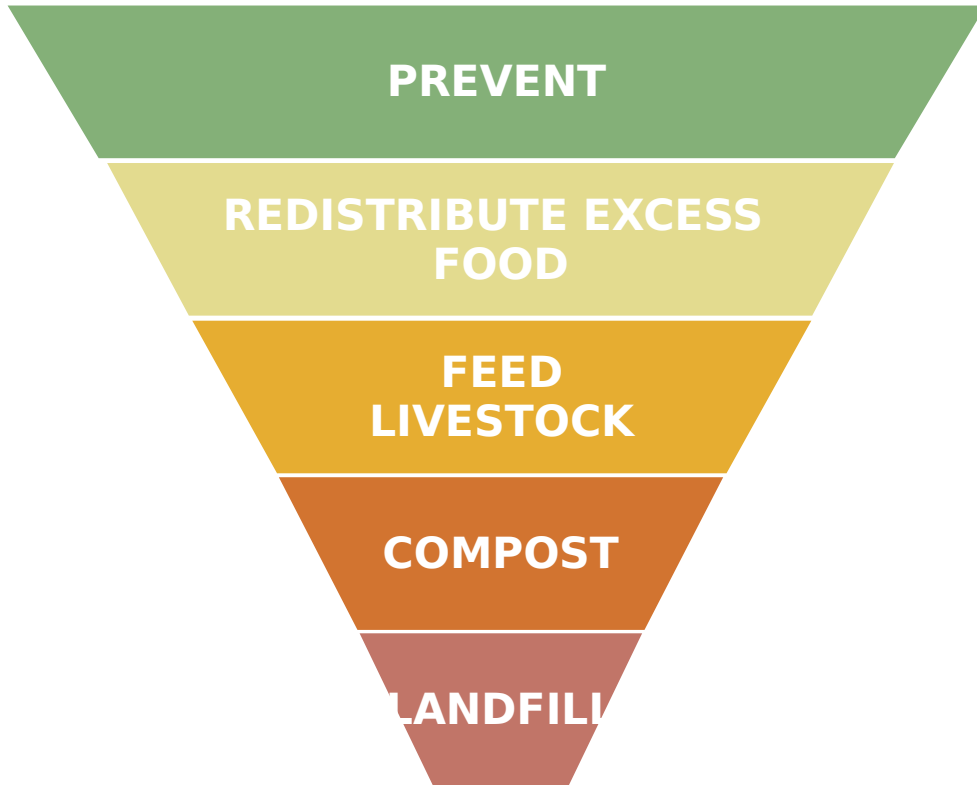 PREVENT
REDISTRIBUTE EXCESS
FOOD
FEED
LIVESTOCK
COMPOST
LANDFILL